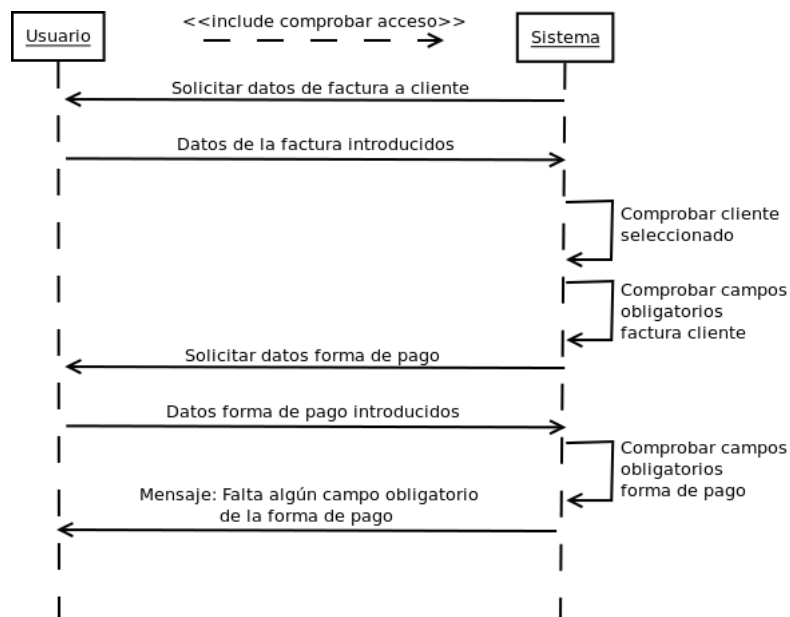 <<include comprobar acceso>>
Usuario
Sistema
Solicitar datos de factura a cliente
Datos de la factura introducidos
Comprobar cliente
seleccionado
Comprobar campos
obligatorios
factura cliente
Solicitar datos forma de pago
Datos forma de pago introducidos
Comprobar campos
obligatorios
forma de pago
Mensaje: Falta algún campo obligatorio
de la forma de pago